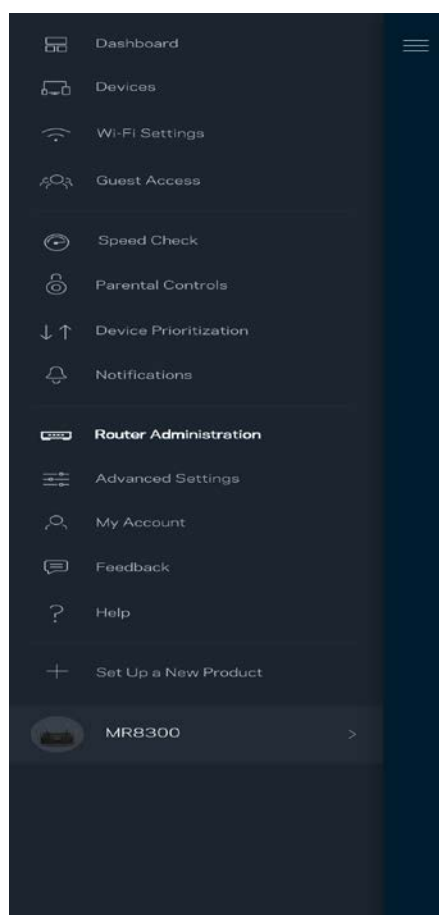 Dashboard
Devices
Wi-Fi Settings
Guest Access
Speed Check
Parental Controls
Device Prioritization
Notifications
Router Administration
Advanced Settings
My Account
Feedback
? Help
+ Set Up a New Product
MR8300 >